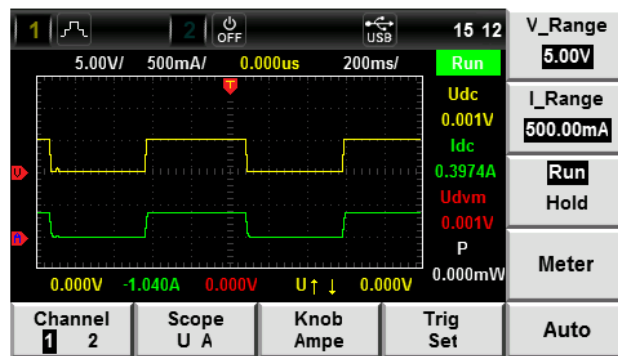 1 2 OFF USB 15 12
5.00V/ 500mA/ 0.000us 200ms/ Run
T
Udc
0.001V
Idc
0.3974A
Udvm
0.001V
P
0.000mW
U
A
0.000V -1.040A 0.000V U↑ ↓ 0.000V
V_Range
5.00V
I_Range
500.00mA
Run
Hold
Meter
Auto
Channel
1 2
Scope
U A
Knob
Ampe
Trig
Set